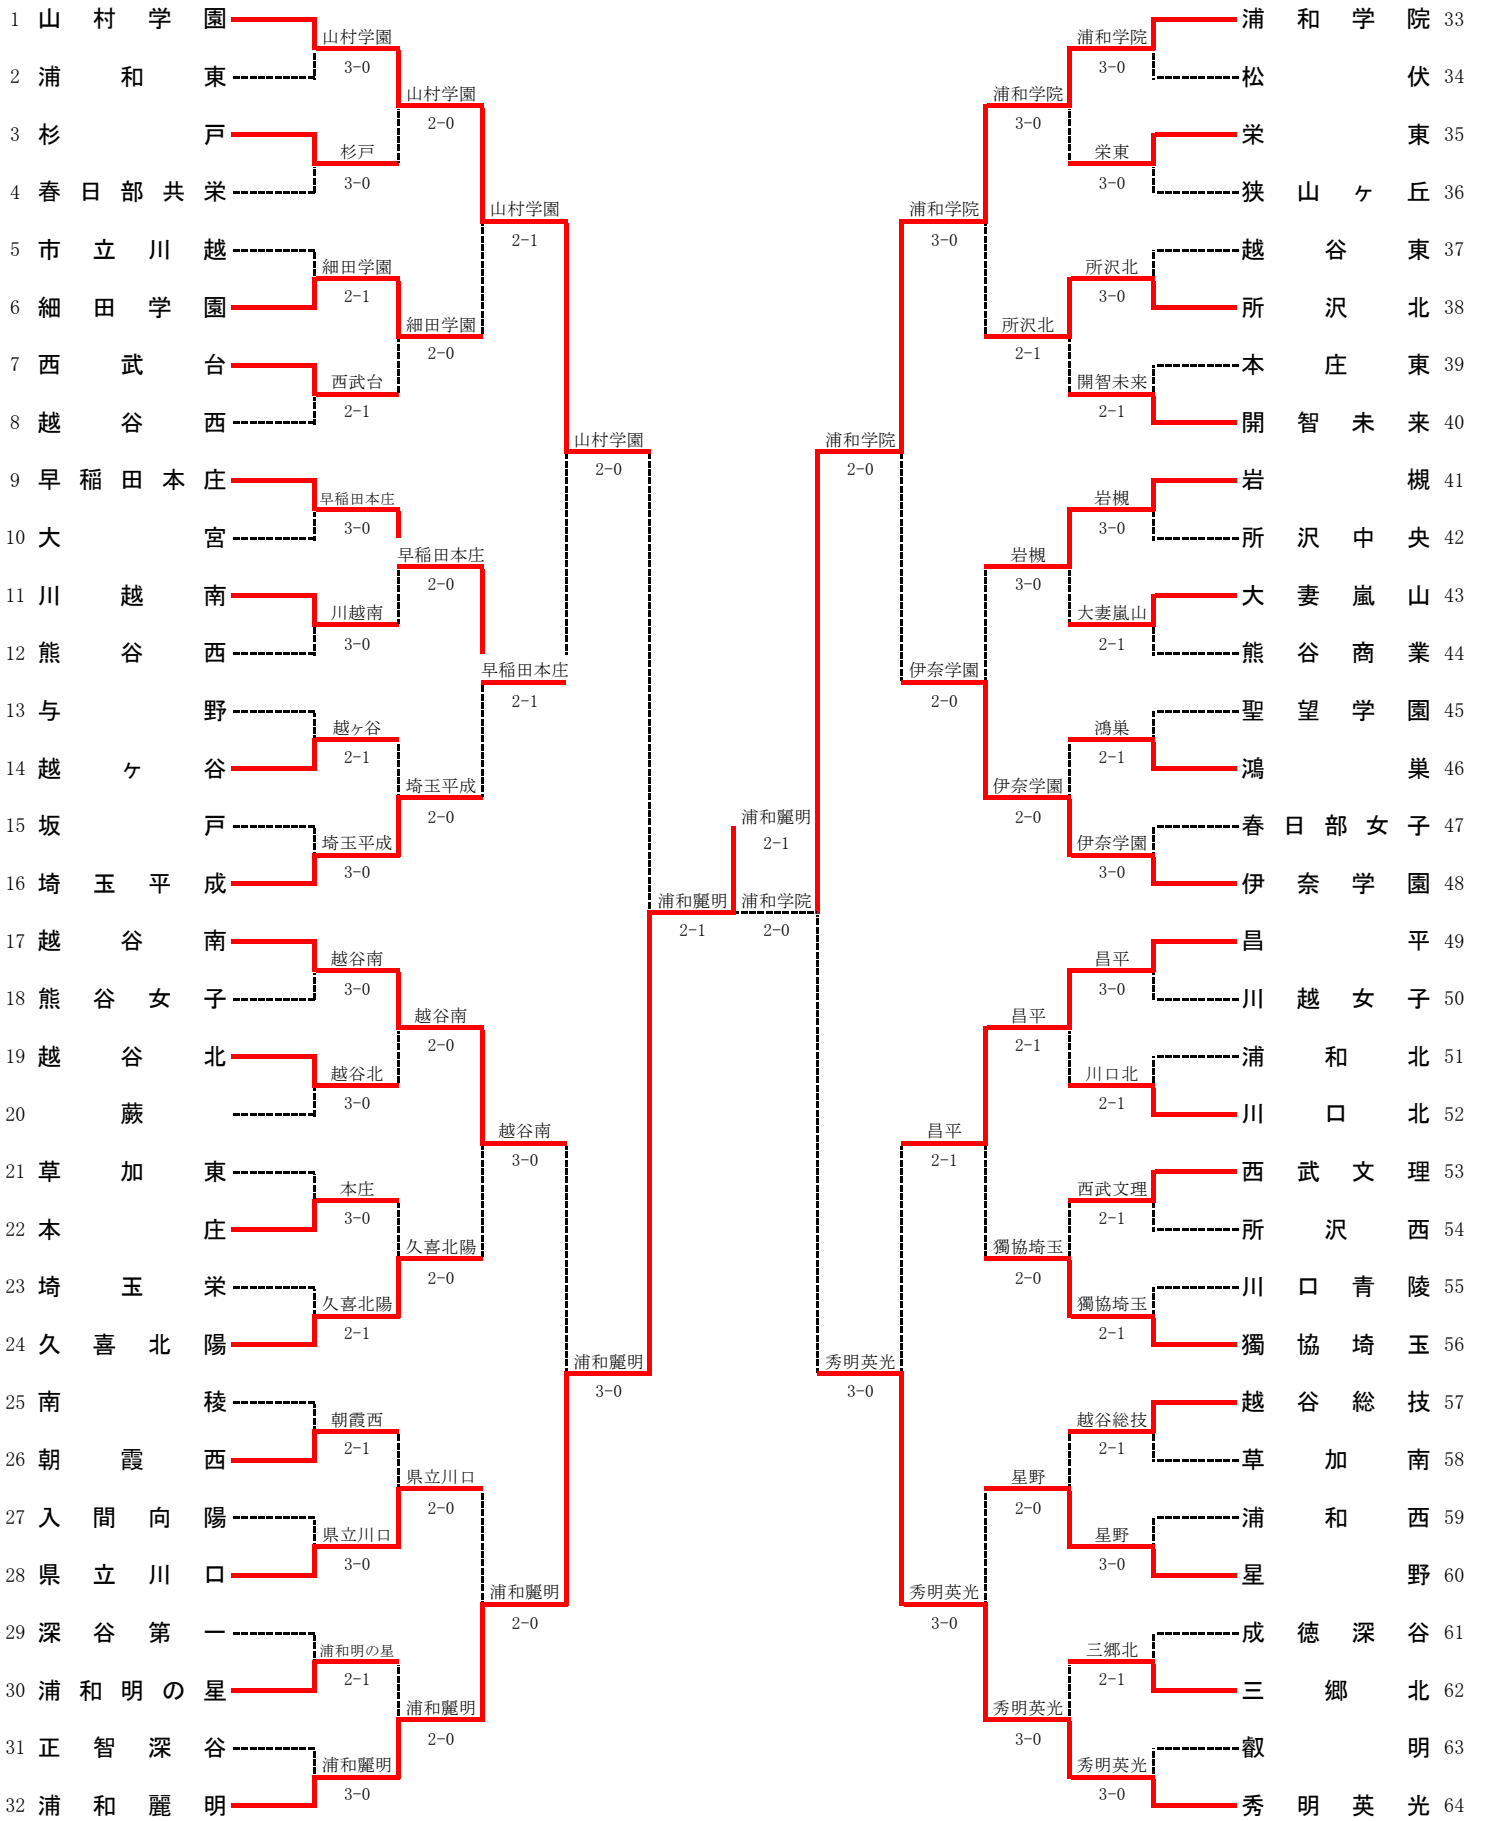 1 山村学園
2 浦和東
3 杉戸
4 春日部共栄
5 市立川越
6 細田学園
7 西武台
8 越谷西
9 早稲田本庄
10 大宮
11 川越南
12 熊谷西
13 与野
14 越ヶ谷
15 坂戸
16 埼玉平成
17 越谷南
18 熊谷女子
19 越谷北
20 蕨
21 草加東
22 本庄
23 埼玉栄
24 久喜北陽
25 南稜
26 朝霞西
27 入間向陽
28 県立川口
29 深谷第一
30 浦和明の星
31 正智深谷
32 浦和麗明
山村学園
3-0
杉戸
3-0
細田学園
2-1
西武台
2-1
早稲田本庄
3-0
川越南
3-0
越ヶ谷
2-1
埼玉平成
3-0
越谷南
3-0
越谷北
3-0
本庄
3-0
久喜北陽
2-1
朝霞西
2-1
県立川口
3-0
浦和明の星
2-1
浦和麗明
3-0
山村学園
2-0
細田学園
2-0
早稲田本庄
2-0
埼玉平成
2-0
越谷南
2-0
久喜北陽
2-0
県立川口
2-0
浦和麗明
2-0
山村学園
2-1
早稲田本庄
2-1
越谷南
3-0
浦和麗明
2-0
山村学園
2-0
浦和麗明
3-0
浦和麗明
2-1
浦和麗明
2-1
浦和学院
2-0
浦和学院
2-0
秀明英光
3-0
浦和学院
3-0
伊奈学園
2-0
昌平
2-1
秀明英光
3-0
浦和学院
3-0
所沢北
2-1
岩槻
3-0
伊奈学園
2-0
昌平
2-1
獨協埼玉
2-0
星野
2-0
秀明英光
3-0
浦和学院
3-0
栄東
3-0
所沢北
3-0
開智未来
2-1
岩槻
3-0
大妻嵐山
2-1
鴻巣
2-1
伊奈学園
3-0
昌平
3-0
川口北
2-1
西武文理
2-1
獨協埼玉
2-1
越谷総技
2-1
星野
3-0
三郷北
2-1
秀明英光
3-0
浦和学院 33
松伏 34
栄東 35
狭山ヶ丘 36
越谷東 37
所沢北 38
本庄東 39
開智未来 40
岩槻 41
所沢中央 42
大妻嵐山 43
熊谷商業 44
聖望学園 45
鴻巣 46
春日部女子 47
伊奈学園 48
昌平 49
川越女子 50
浦和北 51
川口北 52
西武文理 53
所沢西 54
川口青陵 55
獨協埼玉 56
越谷総技 57
草加南 58
浦和西 59
星野 60
成徳深谷 61
三郷北 62
叡明 63
秀明英光 64